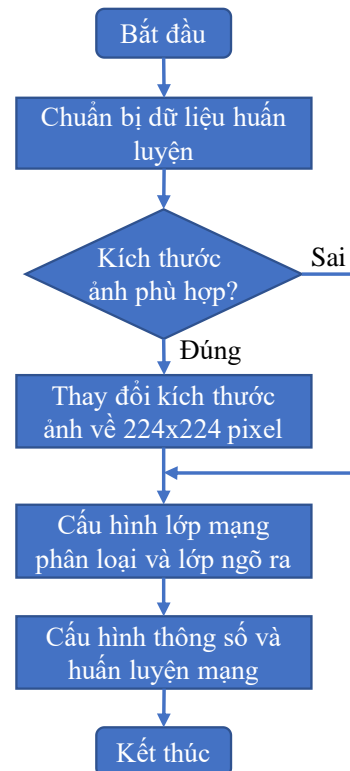 Bắt đầu
Chuẩn bị dữ liệu huấn
luyện
Kích thước
ảnh phù hợp?
Sai
Đúng
Thay đổi kích thước
ảnh về 224x224 pixel
Cấu hình lớp mạng
phân loại và lớp ngõ ra
Cấu hình thông số và
huấn luyện mạng
Kết thúc